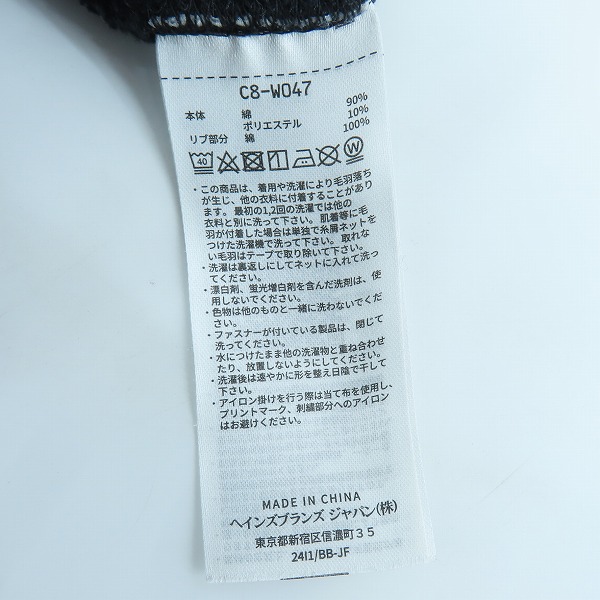 C8-W047
本体 綿 90%
ポリエステル 10%
リブ部分 綿 100%
40 W
・この商品は、着用や洗濯により毛羽落ち
が生じ、他の衣料に付着することがあり
ます。最初の1,2回の洗濯では他の
衣料と別に洗って下さい。肌着等に毛
羽が付着した場合は単独で糸屑ネットを
つけた洗濯機で洗って下さい。取れな
い毛羽はテープで取り除いて下さい。
・洗濯は裏返しにしてネットに入れて洗っ
てください。
・漂白剤、蛍光増白剤を含んだ洗剤は、使
用しないでください。
・色物は他のものと一緒に洗わないでくだ
さい。
・ファスナーが付いている製品は、閉じて
洗ってください。
・水につけたまま他の洗濯物と重ね合わせ
たり、放置しないようにしてください。
・洗濯後は速やかに形を整え日陰で干して
下さい。
・アイロン掛けを行う際は当て布を使用し、
プリントマーク、刺繍部分へのアイロン
はお避けください。
MADE IN CHINA
ヘインズブランズ ジャパン(株)
東京都新宿区信濃町35
24I1/BB-JF